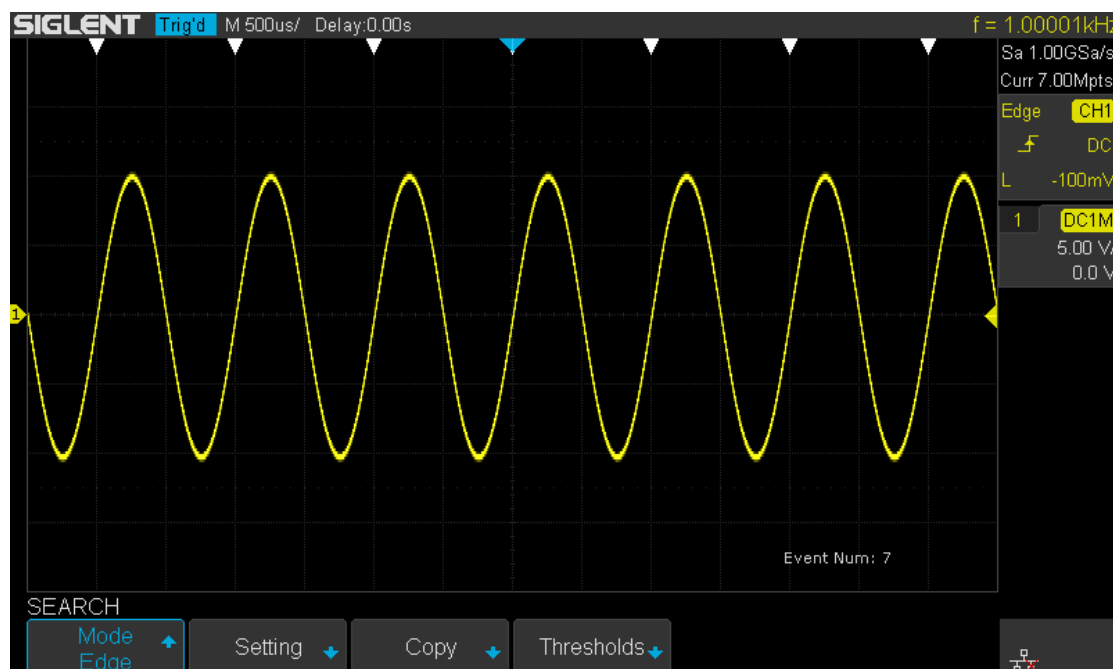 SIGLENT Trig'd M 500us/ Delay:0.00s f = 1.00001kHz
Sa 1.00GSa/s
Curr 7.00Mpts
Edge CH1
DC
L -100mV
1 DC1M
5.00 V/
0.0 V
1
Event Num: 7
SEARCH
Mode
Edge
Setting
Copy
Thresholds